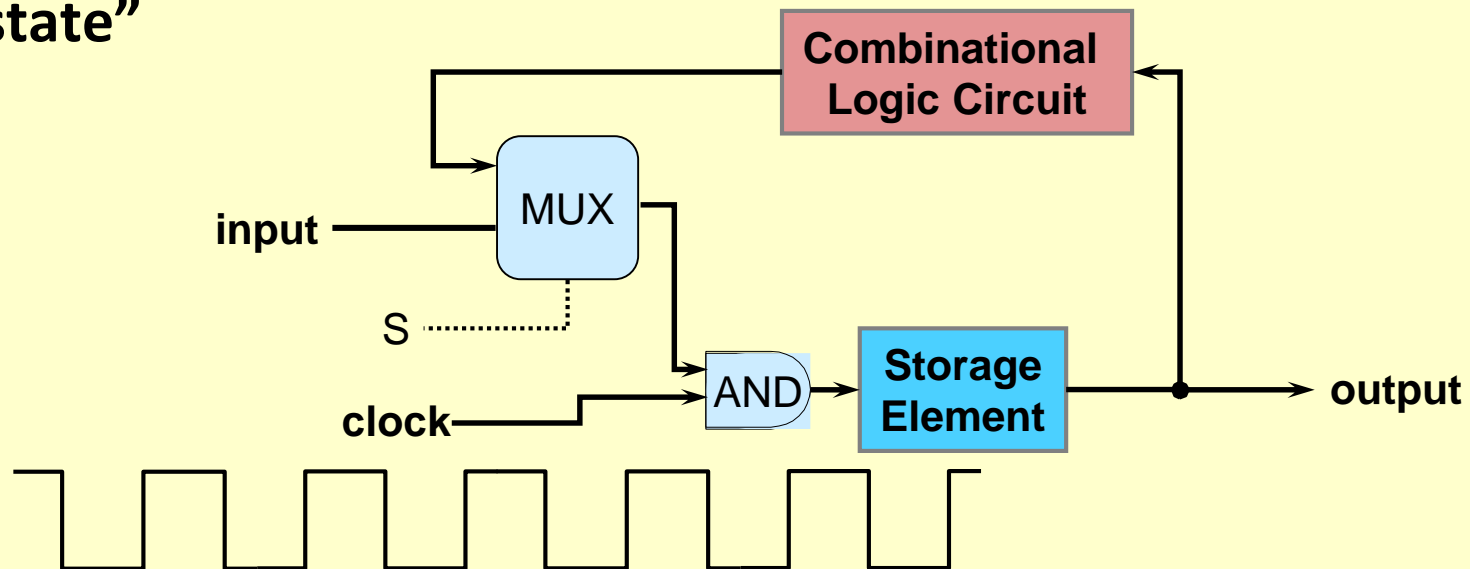 state”
Combinational
Logic Circuit
MUX
input
S
Storage
Element
AND
output
clock